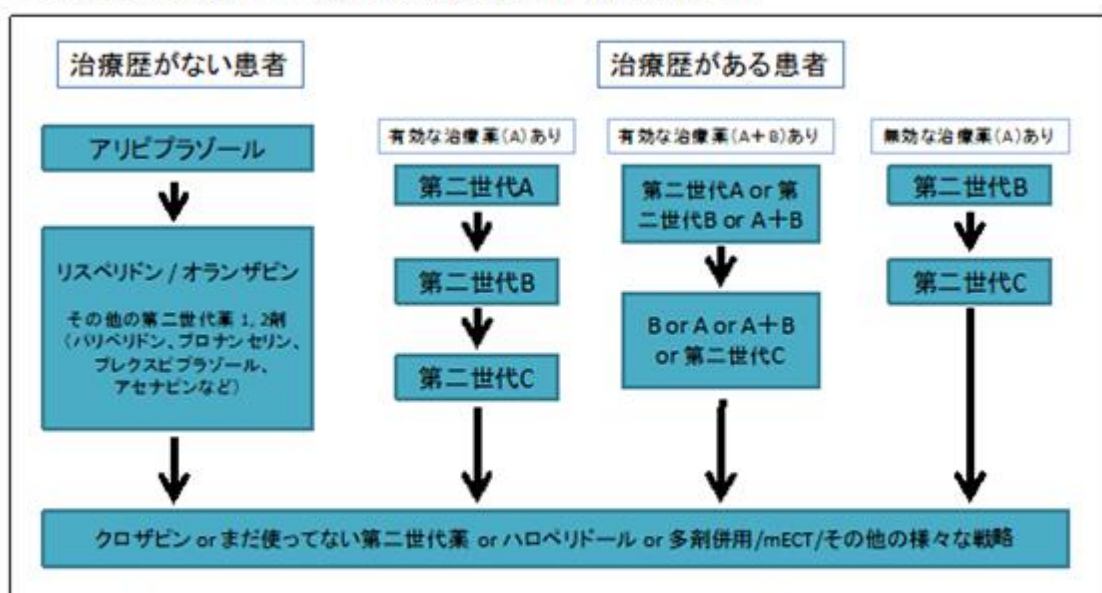 治療歴がない患者
アリピプラゾール
リスペリドン / オランザピン
その他の第二世代薬 1, 2剤
(パリペリドン、ブロナンセリン、
ブレクスピプラゾール、
アセナピンなど)
治療歴がある患者
有効な治療薬(A)あり
第二世代A
第二世代B
第二世代C
有効な治療薬(A+B)あり
第二世代A or 第
二世代B or A+B
B or A or A+B
or 第二世代C
無効な治療薬(A)あり
第二世代B
第二世代C
クロザピン or まだ使ってない第二世代薬 or ハロペリドール or 多剤併用/mECT/その他の様々な戦略